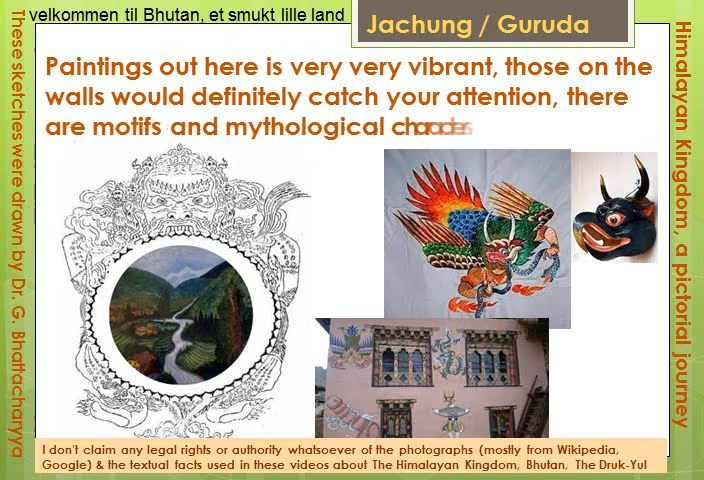 velkommen til Bhutan, et smukt lille land
Jachung / Guruda
Paintings out here is very very vibrant, those on the
walls would definitely catch your attention, there
are motifs and mythological characters
These sketches were drawn by Dr. G. Bhattacharyya
Himalayan Kingdom, a pictorial journey
I don't claim any legal rights or authority whatsoever of the photographs (mostly from Wikipedia,
Google) & the textual facts used in these videos about The Himalayan Kingdom, Bhutan, The Druk-Yul